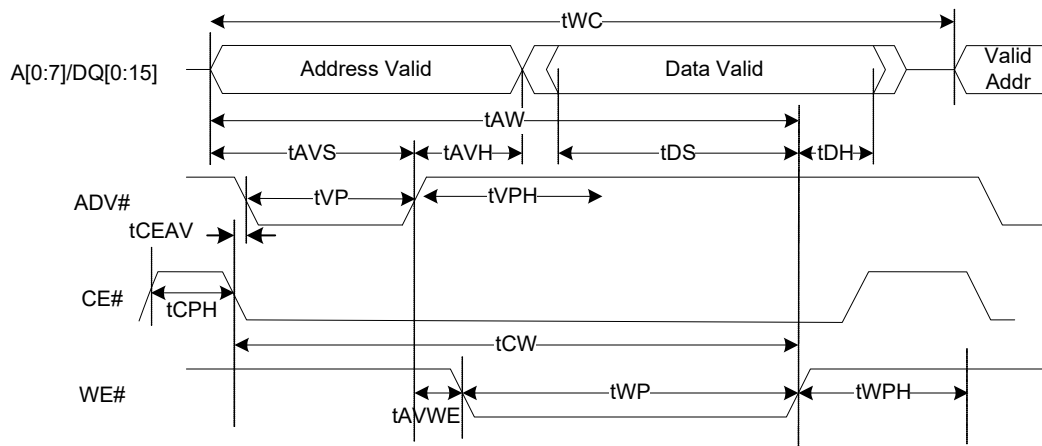 tWC
A[0:7]/DQ[0:15]
Address Valid
Data Valid
Valid
Addr
tAW
tAVS
tAVH
tDS
tDH
ADV#
tVP
tVPH
tCEAV
CE#
tCPH
tCW
WE#
tAVWE
tWP
tWPH